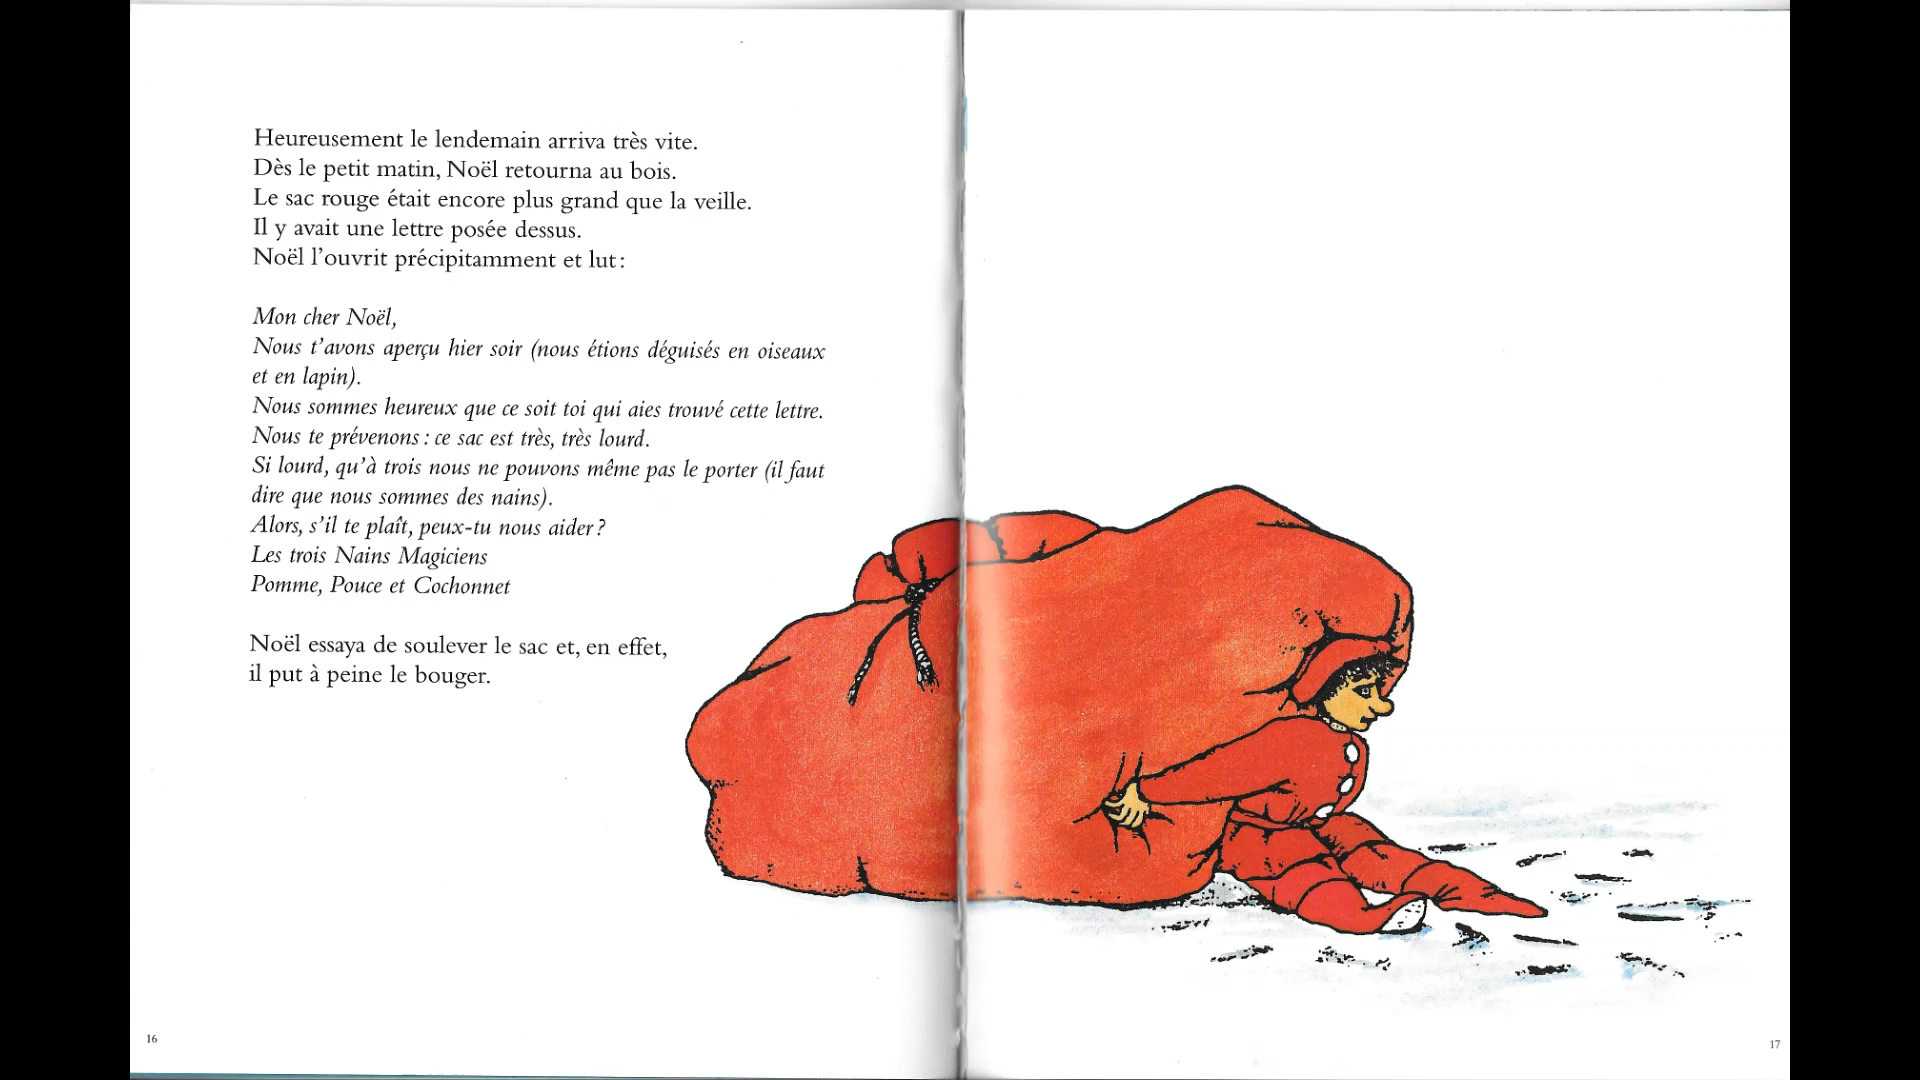 Heureusement le lendemain arriva très vite.
Dès le petit matin, Noël retourna au bois.
Le sac rouge était encore plus grand que la veille.
Il y avait une lettre posée dessus.
Noël l’ouvrit précipitamment et lut :
Mon cher Noël,
Nous t’avons aperçu hier soir (nous étions déguisés en oiseaux
et en lapin).
Nous sommes heureux que ce soit toi qui aies trouvé cette lettre.
Nous te prévenons : ce sac est très, très lourd.
Si lourd, qu’à trois nous ne pouvons même pas le porter (il faut
dire que nous sommes des nains).
Alors, s’il te plaît, peux-tu nous aider ?
Les trois Nains Magiciens
Pomme, Pouce et Cochonnet
Noël essaya de soulever le sac et, en effet,
il put à peine le bouger.
16
17